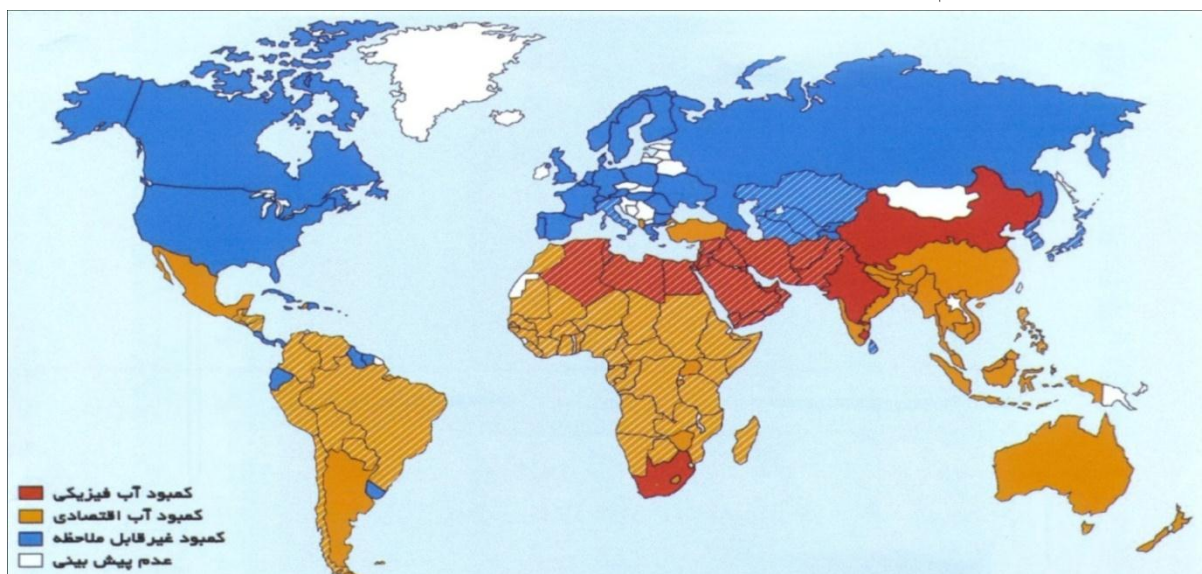 کمبود آب فیزیکی
کمبود آب اقتصادی
کمبود غیرقابل ملاحظه
عدم پیش بینی